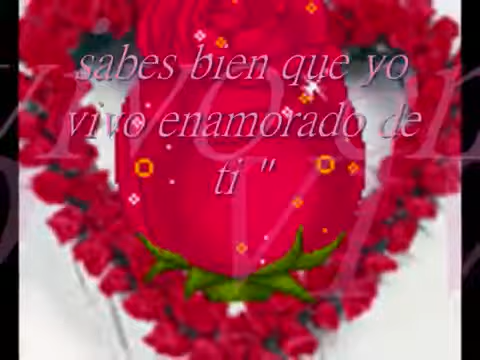 sabes bien que yo
vivo enamorado de
ti "